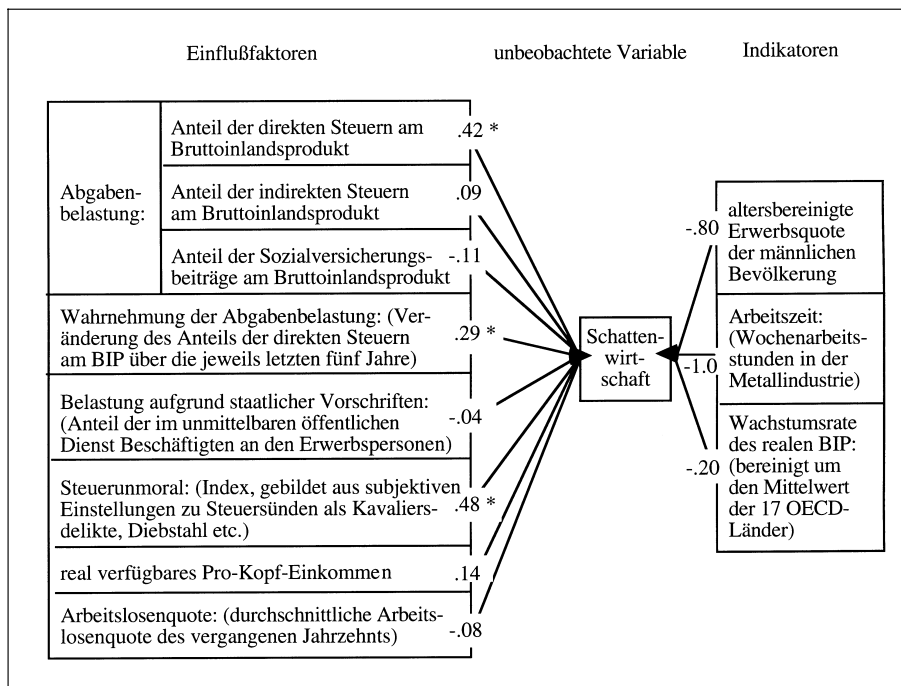 Einflußfaktoren
unbeobachtete Variable
Indikatoren
Abgaben-
belastung:
Anteil der direkten Steuern am
Bruttoinlandsprodukt
.42 *
Anteil der indirekten Steuern
am Bruttoinlandsprodukt
.09
Anteil der Sozialversicherungs-
beiträge am Bruttoinlandsprodukt
-.11
Wahrnehmung der Abgabenbelastung: (Ver-
änderung des Anteils der direkten Steuern
am BIP über die jeweils letzten fünf Jahre)
.29 *
Belastung aufgrund staatlicher Vorschriften:
(Anteil der im unmittelbaren öffentlichen
Dienst Beschäftigten an den Erwerbspersonen)
-.04
Steuerunmoral: (Index, gebildet aus subjektiven
Einstellungen zu Steuersünden als Kavaliers-
delikte, Diebstahl etc.)
.48 *
real verfügbares Pro-Kopf-Einkommen
.14
Arbeitslosenquote: (durchschnittliche Arbeits-
losenquote des vergangenen Jahrzehnts)
-.08
Schatten-
wirt-
schaft
-.80
altersbereinigte
Erwerbsquote
der männlichen
Bevölkerung
-1.0
Arbeitszeit:
(Wochenarbeits-
stunden in der
Metallindustrie)
-.20
Wachstumsrate
des realen BIP:
(bereinigt um
den Mittelwert
der 17 OECD-
Länder)